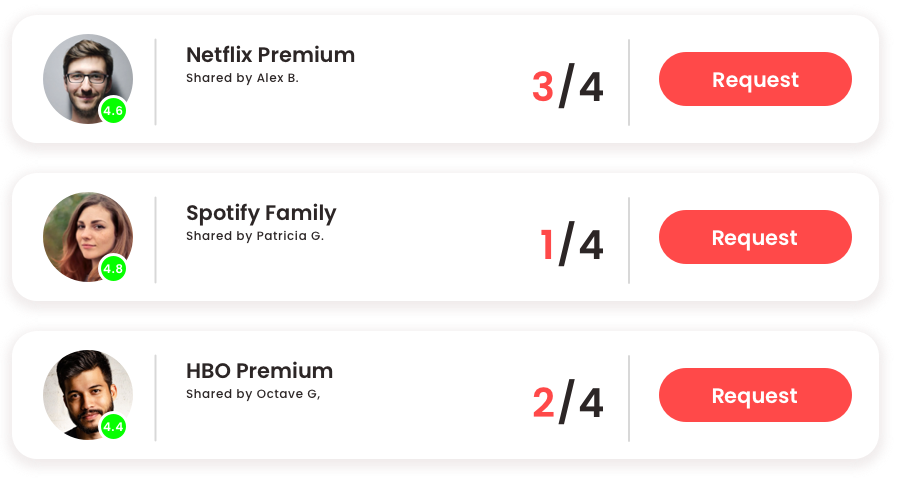 Netflix Premium
Shared by Alex B.
4.6
3/4
Request
Spotify Family
Shared by Patricia G.
4.8
1/4
Request
HBO Premium
Shared by Octave G,
4.4
2/4
Request